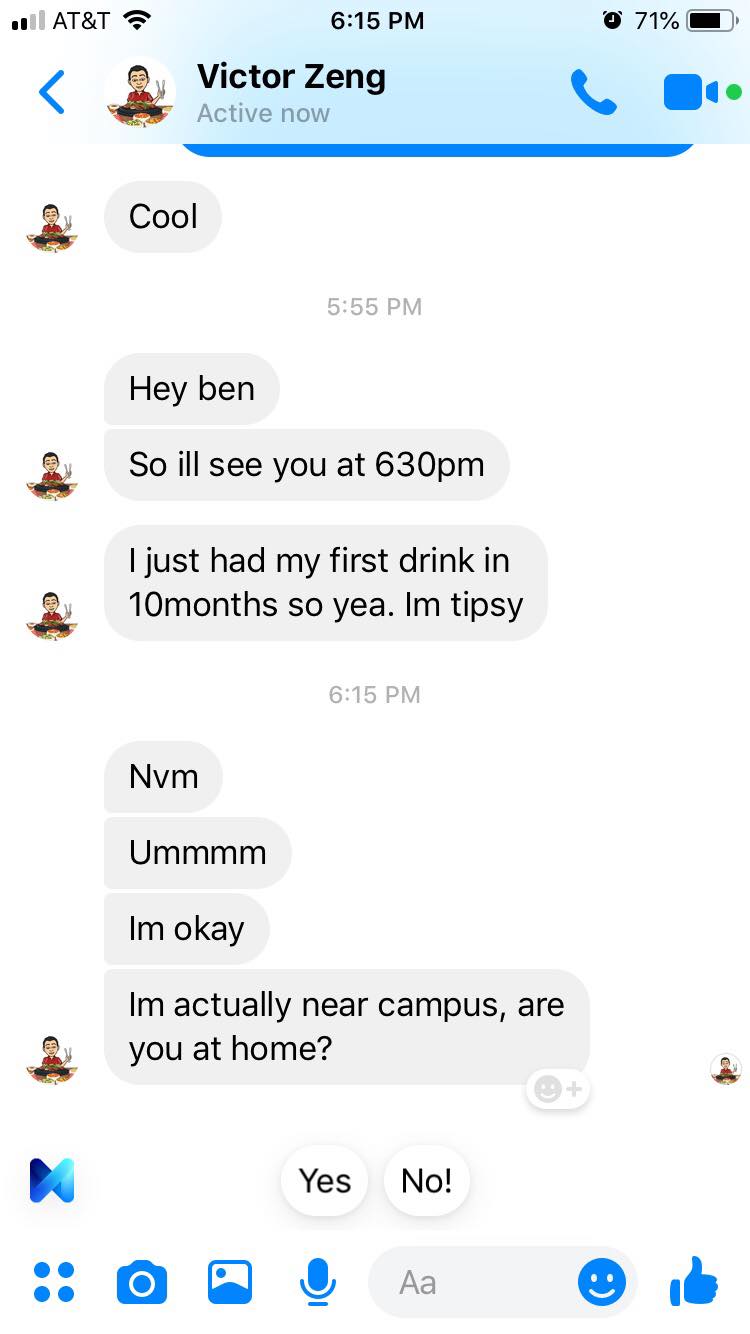 AT&T
6:15 PM
71%
Victor Zeng
Active now
Cool
5:55 PM
Hey ben
So ill see you at 630pm
I just had my first drink in
10months so yea. Im tipsy
6:15 PM
Nvm
Ummmm
Im okay
Im actually near campus, are
you at home?
Yes
No!
Aa